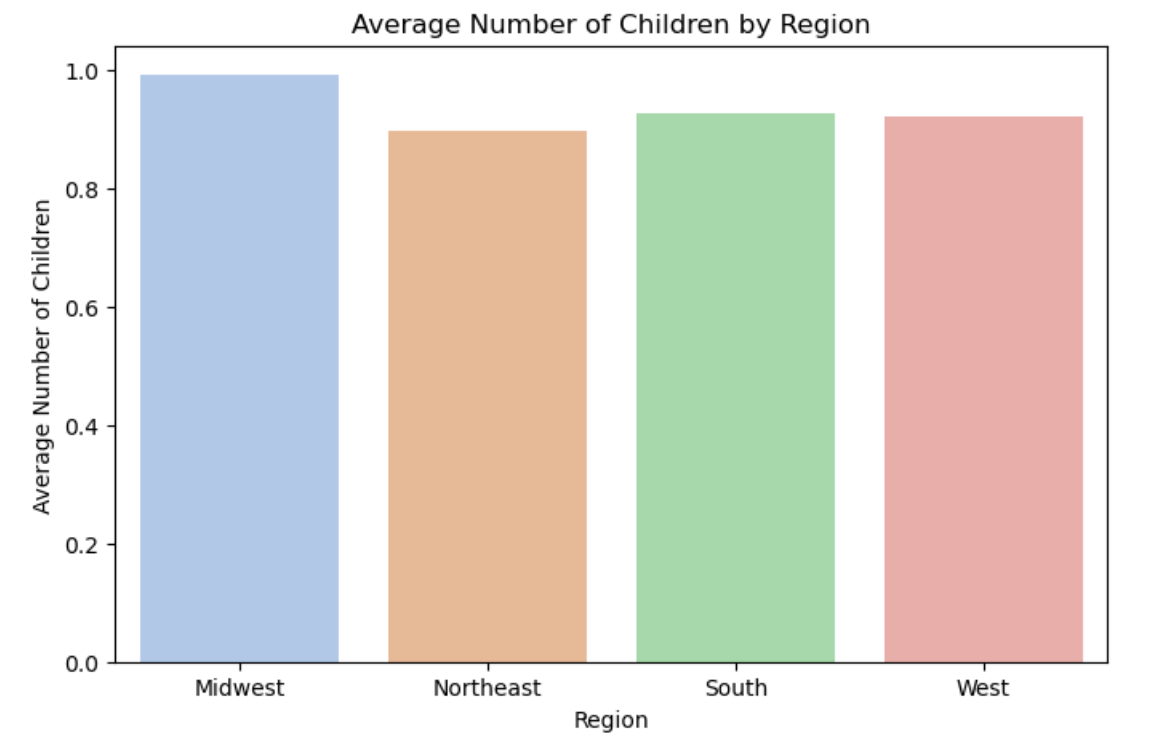 Average Number of Children by Region
Average Number of Children
1.0
0.8
0.6
0.4
0.2
0.0
Midwest Northeast South West
Region